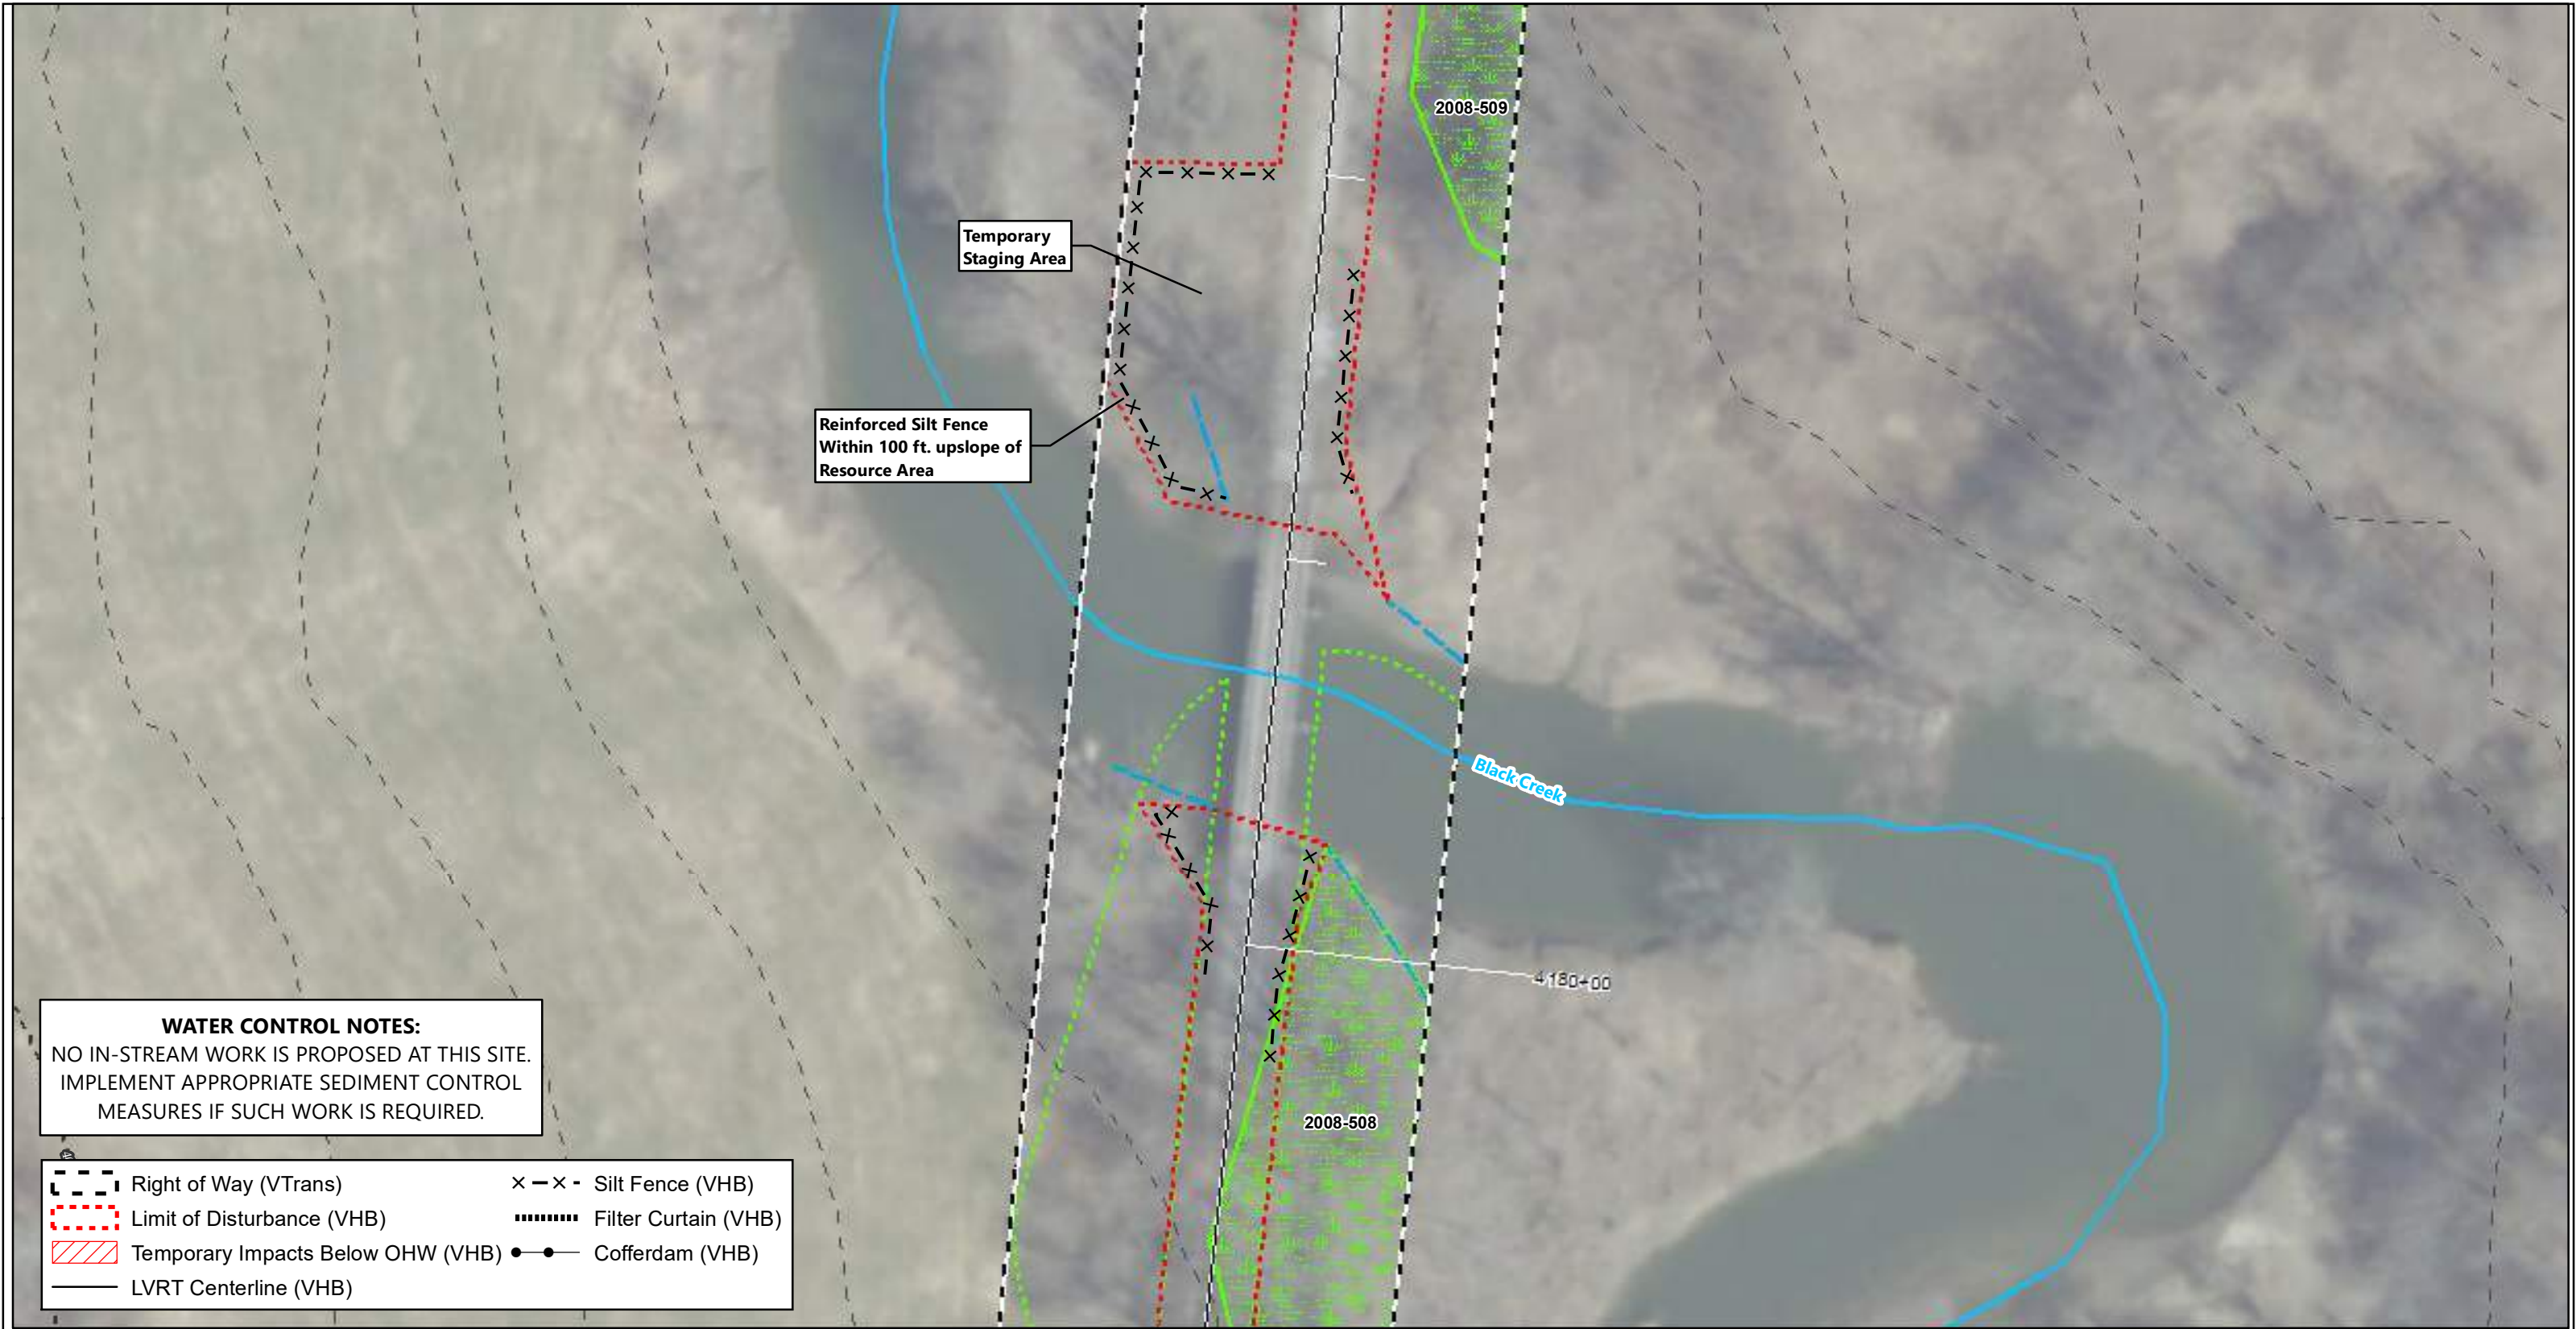 2008-509
Temporary
Staging Area
Reinforced Silt Fence
Within 100 ft. upslope of
Resource Area
Black Creek
4180+00
2008-508
WATER CONTROL NOTES:
NO IN-STREAM WORK IS PROPOSED AT THIS SITE.
IMPLEMENT APPROPRIATE SEDIMENT CONTROL
MEASURES IF SUCH WORK IS REQUIRED.
Right of Way (VTrans)
Limit of Disturbance (VHB)
Temporary Impacts Below OHW (VHB)
LVRT Centerline (VHB)
Silt Fence (VHB)
Filter Curtain (VHB)
Cofferdam (VHB)